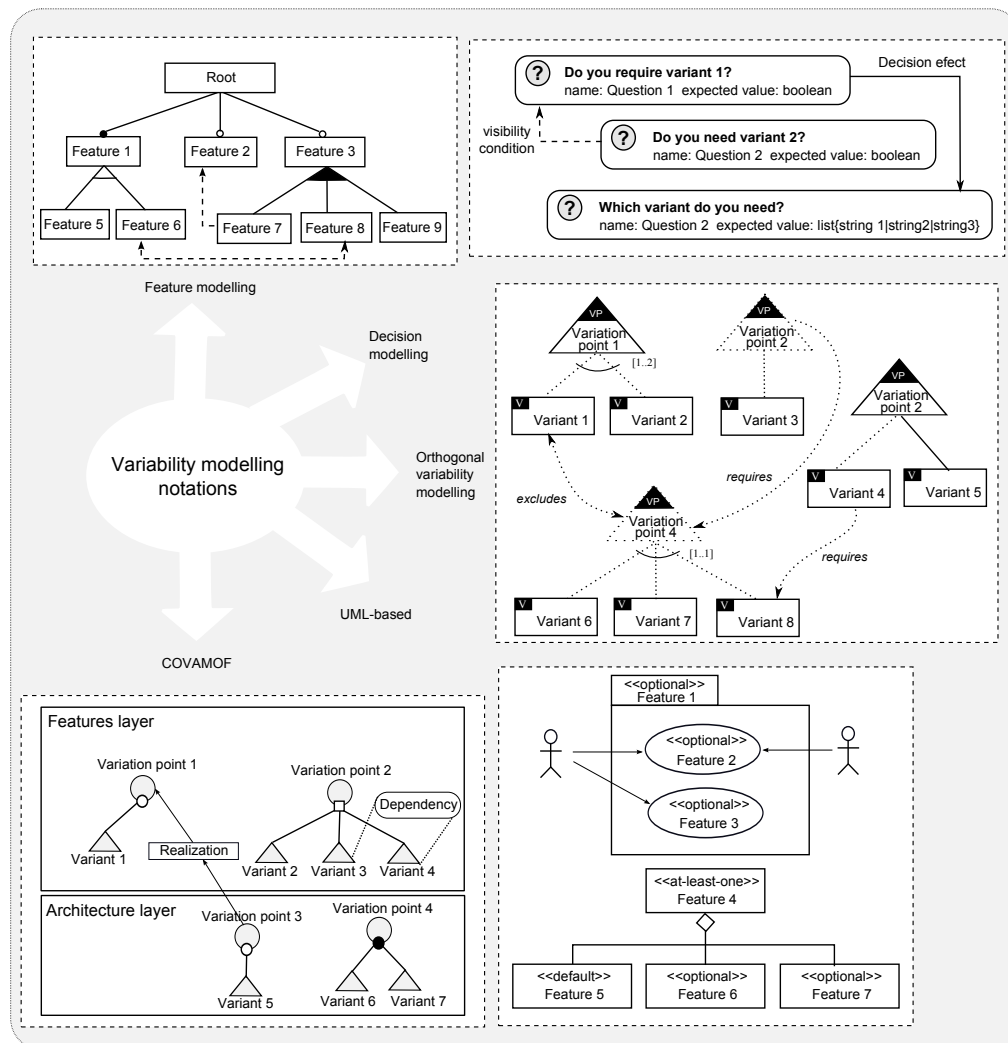 Root
Feature 1
Feature 2
Feature 3
Feature 5
Feature 6
Feature 7
Feature 8
Feature 9
Feature modelling
?
Do you require variant 1?
name: Question 1 expected value: boolean
Decision efect
visibility
condition
?
Do you need variant 2?
name: Question 2 expected value: boolean
?
Which variant do you need?
name: Question 2 expected value: list{string 1|string2|string3}
Decision
modelling
Variability modelling
notations
Orthogonal
variability
modelling
UML-based
COVAMOF
VP
Variation
point 1
[1..2]
VP
Variation
point 2
VP
Variation
point 2
V
Variant 1
V
Variant 2
V
Variant 3
V
Variant 4
V
Variant 5
excludes
requires
VP
Variation
point 4
[1..1]
requires
V
Variant 6
V
Variant 7
V
Variant 8
Features layer
Variation point 1
Variation point 2
Dependency
Variant 1
Realization
Variant 2
Variant 3
Variant 4
Architecture layer
Variation point 3
Variation point 4
Variant 5
Variant 6
Variant 7
<<optional>>
Feature 1
<<optional>>
Feature 2
<<optional>>
Feature 3
<<at-least-one>>
Feature 4
<<default>>
Feature 5
<<optional>>
Feature 6
<<optional>>
Feature 7